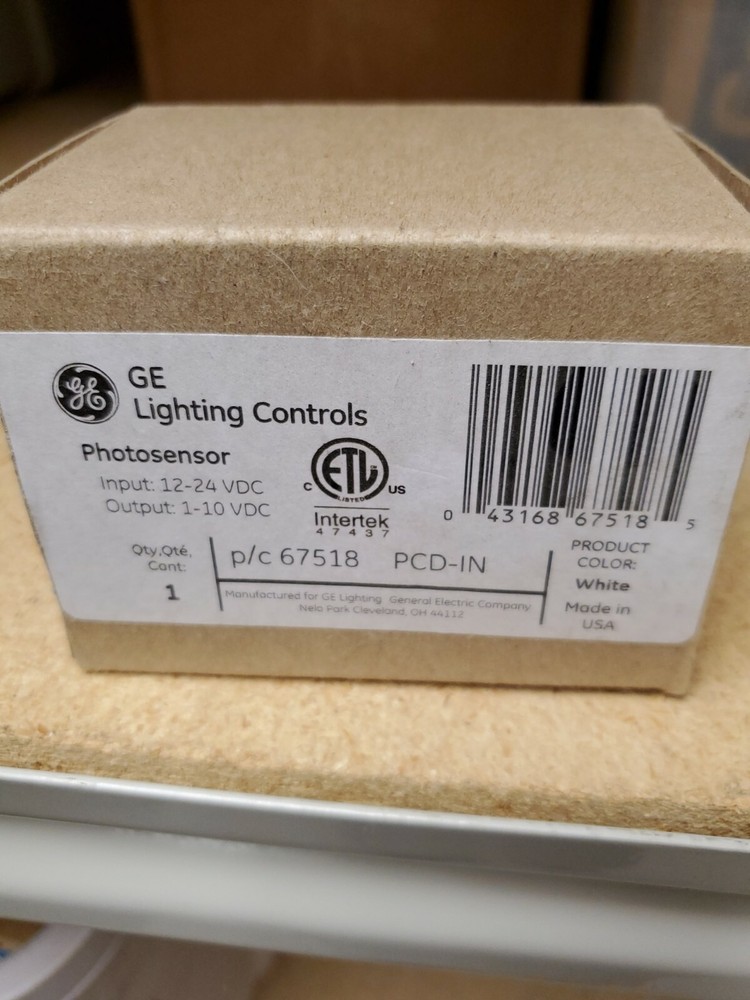 GE
Lighting Controls
Photosensor
Input: 12-24 VDC
Output: 1-10 VDC
C ETL US
LISTED
Intertek
47437
0 43168 67518 5
Qty,Qté,
Cant:
1
p/c 67518 PCD-IN
Manufactured for GE Lighting General Electric Company
Nela Park Cleveland, OH 44112
PRODUCT
COLOR:
White
Made in
USA